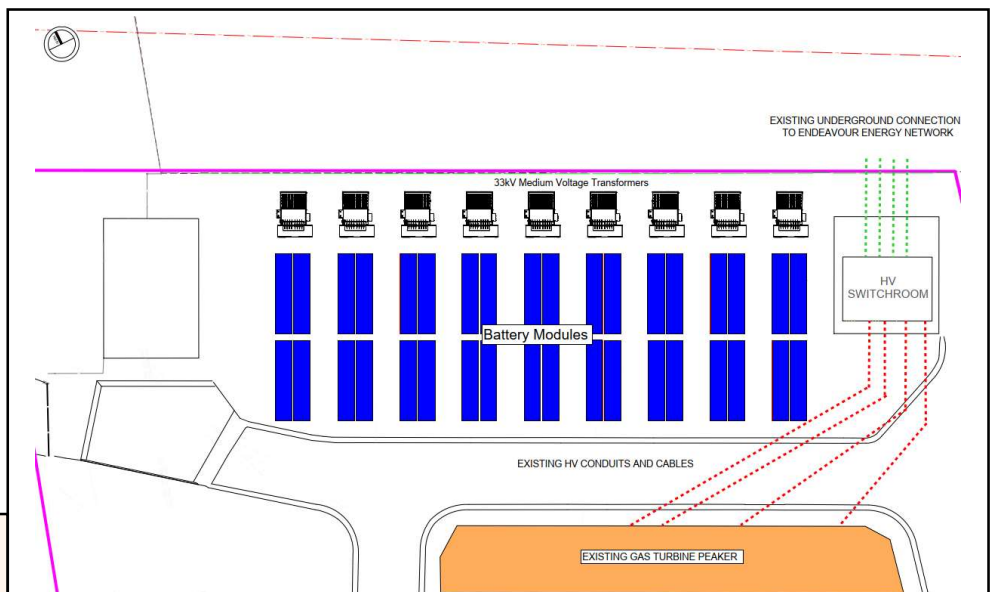 EXISTING UNDERGROUND CONNECTION
TO ENDEAVOUR ENERGY NETWORK
33kV Medium Voltage Transformers
HV
SWITCHROOM
Battery Modules
EXISTING HV CONDUITS AND CABLES
EXISTING GAS TURBINE PEAKER